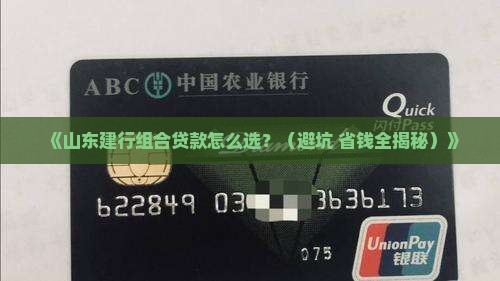 ABC 中国农业银行
Quick
闪付Pass
《山东建行组合贷款怎么选？（避坑 省钱全揭秘）》
622849 03 3636173
075
UnionPay
银联